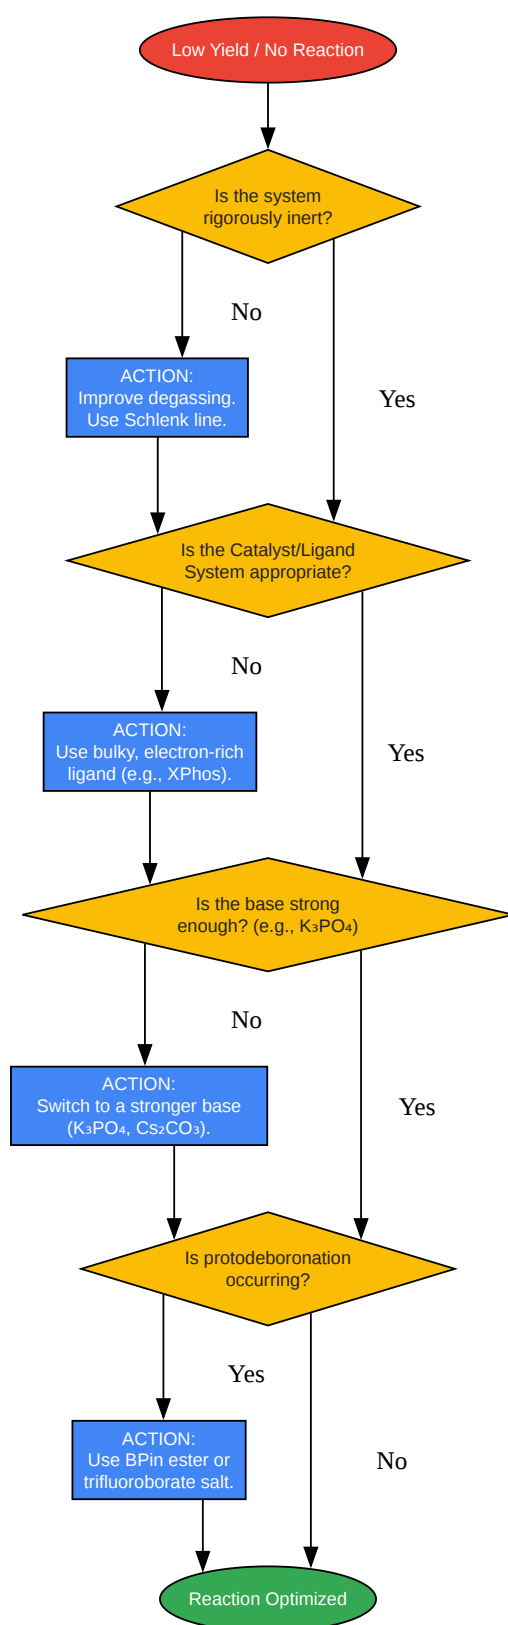 Low Yield / No Reaction
Is the system
rigorously inert?
No
ACTION:
Improve degassing.
Use Schlenk line.
Yes
Is the Catalyst/Ligand
System appropriate?
No
ACTION:
Use bulky, electron-rich
ligand (e.g., XPhos).
Yes
Is the base strong
enough? (e.g., K₃PO₄)
No
ACTION:
Switch to a stronger base
(K₃PO₄, Cs₂CO₃).
Yes
Is protodeboronation
occurring?
Yes
ACTION:
Use BPin ester or
trifluoroborate salt.
No
Reaction Optimized